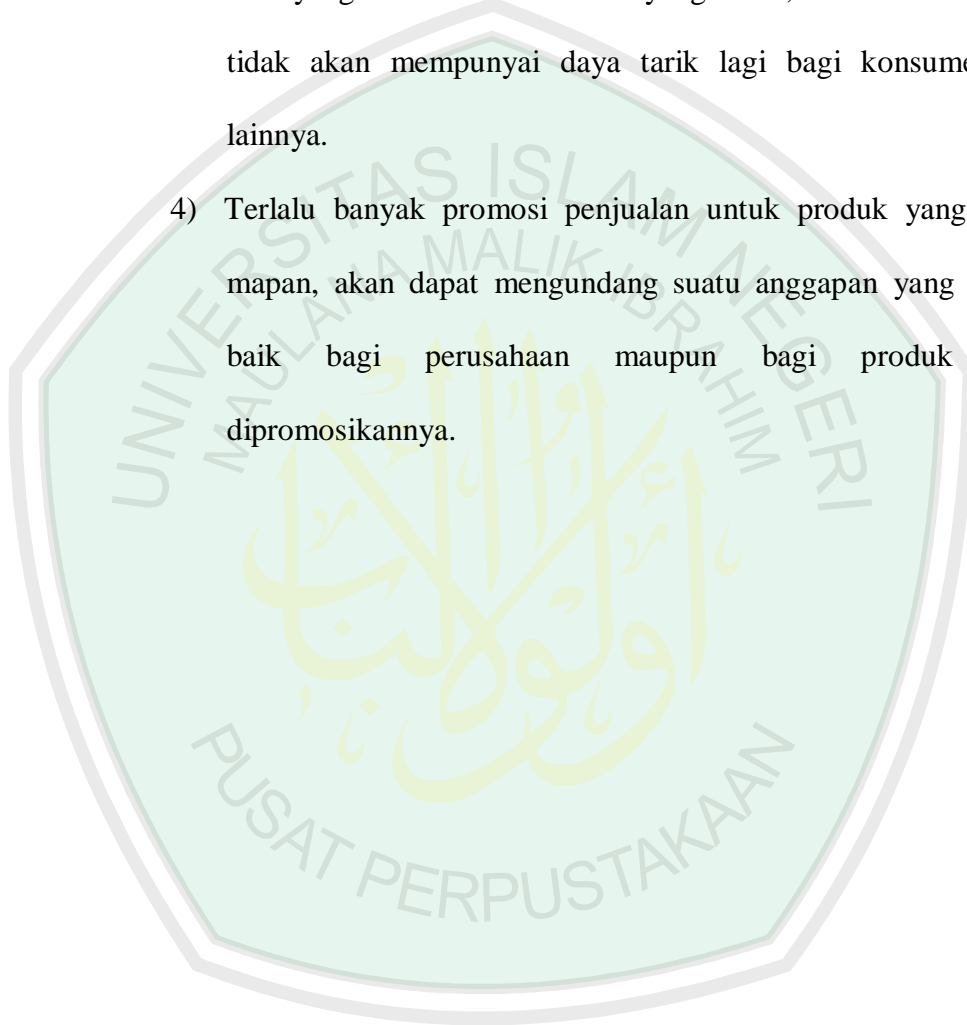 tidak akan mempunyai daya tarik lagi bagi
lainnya.
4) Terlalu banyak promosi penjualan untuk produk yang
mapan, akan dapat mengundang suatu anggapan yang
baik bagi perusahaan maupun bagi produk
dipromosikannya.
UNIVERSITAS ISLAM NEGERI
MAULANA MALIK IBRAHIM
أولوا الألباب
PUSAT PERPUSTAKAAN